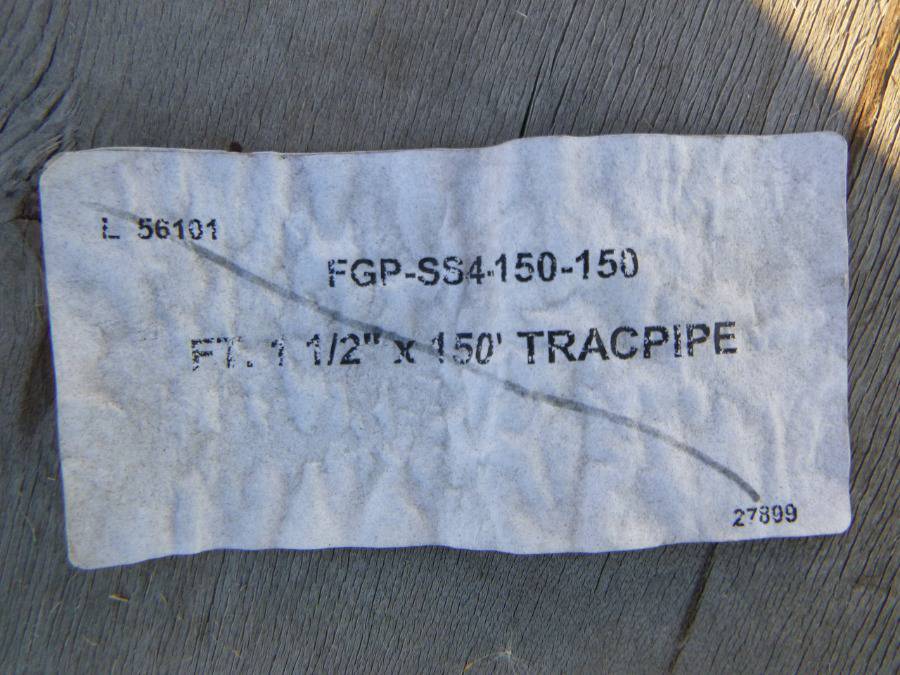 L 56101
FGP-SS4-150-150
FT. 1 1/2" x 150' TRACPIPE
27899